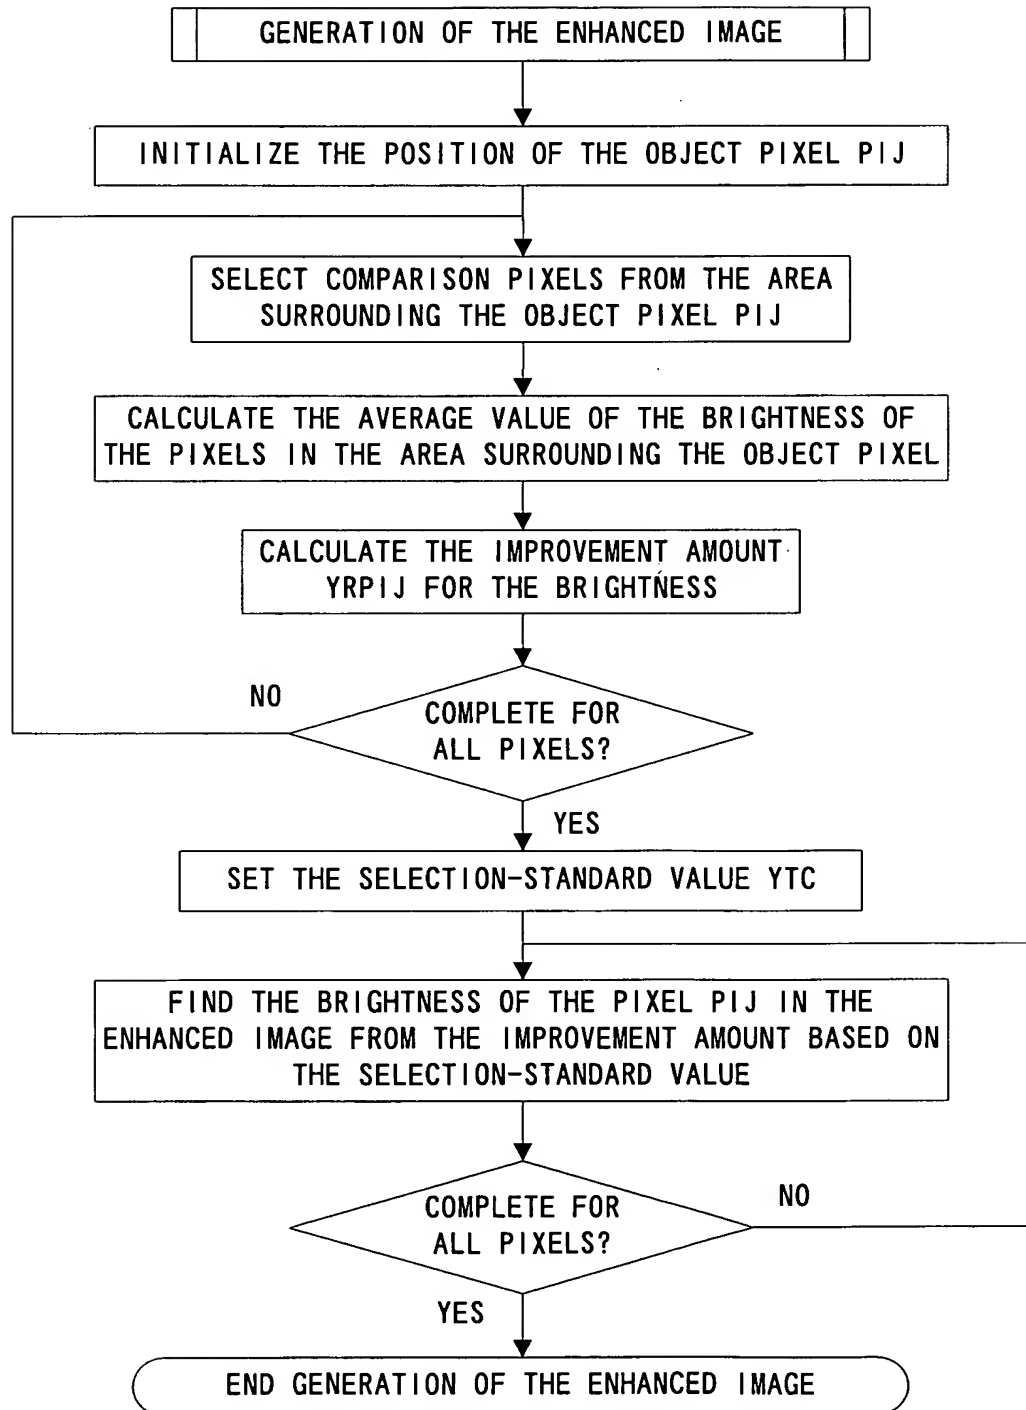 GENERATION OF THE ENHANCED IMAGE
INITIALIZE THE POSITION OF THE OBJECT PIXEL PIJ
SELECT COMPARISON PIXELS FROM THE AREA
SURROUNDING THE OBJECT PIXEL PIJ
CALCULATE THE AVERAGE VALUE OF THE BRIGHTNESS OF
THE PIXELS IN THE AREA SURROUNDING THE OBJECT PIXEL
CALCULATE THE IMPROVEMENT AMOUNT
YRPIJ FOR THE BRIGHTNESS
NO
COMPLETE FOR
ALL PIXELS?
YES
SET THE SELECTION-STANDARD VALUE YTC
FIND THE BRIGHTNESS OF THE PIXEL PIJ IN THE
ENHANCED IMAGE FROM THE IMPROVEMENT AMOUNT BASED ON
THE SELECTION-STANDARD VALUE
NO
COMPLETE FOR
ALL PIXELS?
YES
END GENERATION OF THE ENHANCED IMAGE